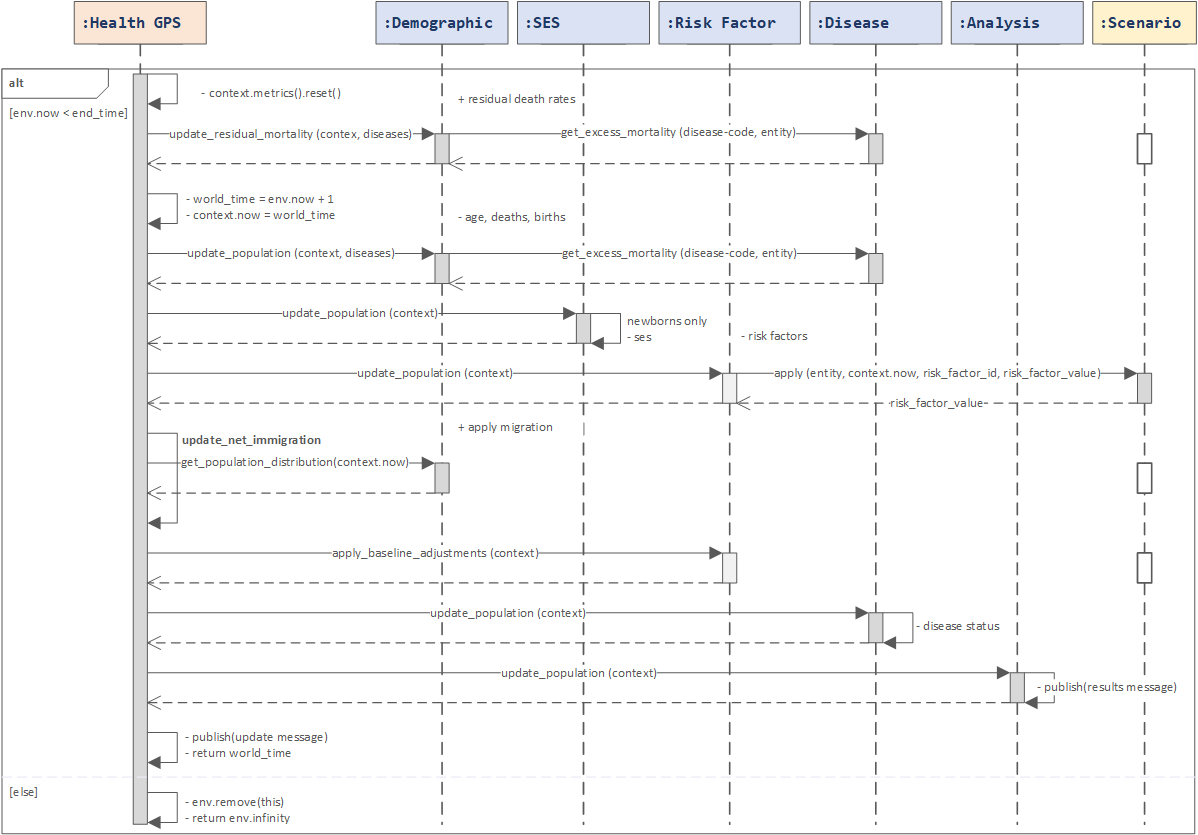 :Health GPS
:Demographic
:SES
:Risk Factor
:Disease
:Analysis
:Scenario
alt
[env.now < end_time]
- context.metrics().reset()
+ residual death rates
update_residual_mortality (contex, diseases)
get_excess_mortality (disease-code, entity)
- world_time = env.now + 1
- context.now = world_time
- age, deaths, births
update_population (context, diseases)
get_excess_mortality (disease-code, entity)
update_population (context)
newborns only
- ses
- risk factors
update_population (context)
apply (entity, context.now, risk_factor_id, risk_factor_value)
risk_factor_value
+ apply migration
update_net_immigration
get_population_distribution(context.now)
apply_baseline_adjustments (context)
update_population (context)
- disease status
update_population (context)
- publish(results message)
- publish(update message)
- return world_time
[else]
- env.remove(this)
- return env.infinity